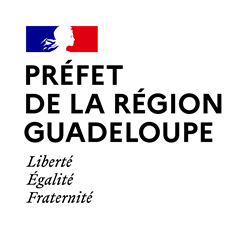 PRÉFET
DE LA RÉGION
GUADELOUPE
Liberté
Égalité
Fraternité